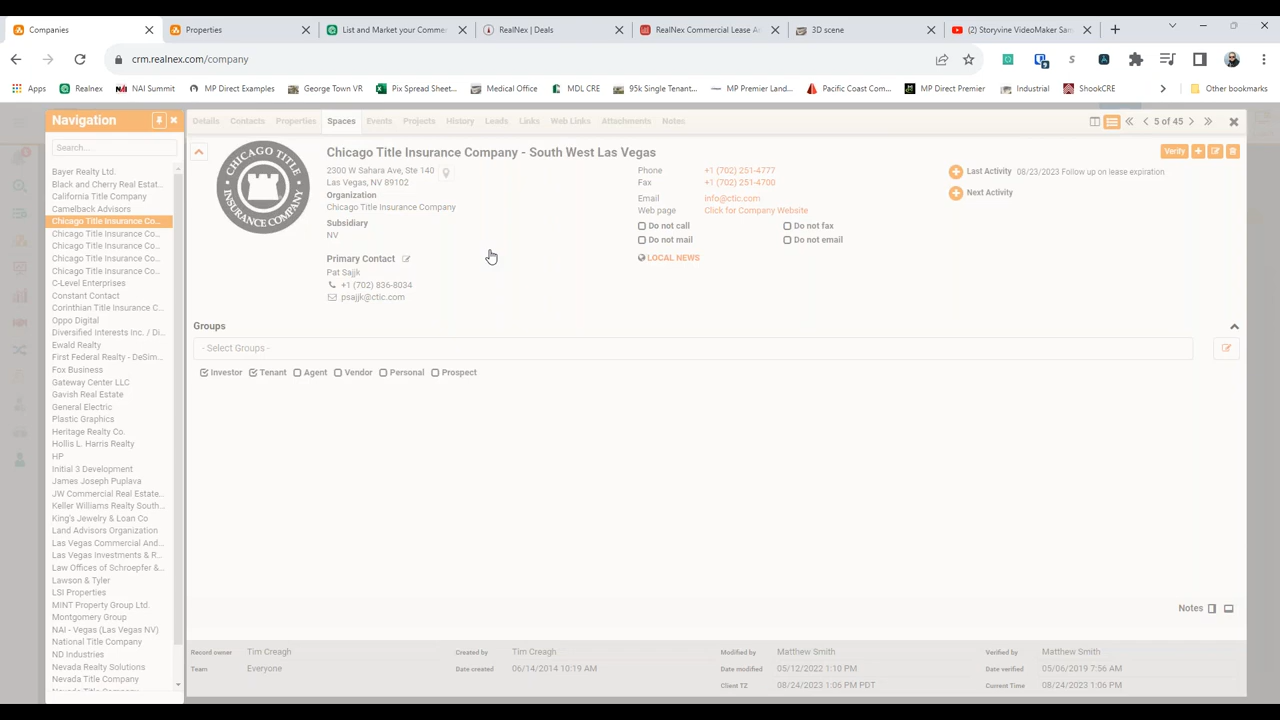 Companies
Properties
List and Market your Commer
RealNex | Deals
RealNex Commercial Lease A
3D scene
(2) Storyvine VideoMaker Sam
crm.realnex.com/company
Apps
Realnex
NAI Summit
MP Direct Examples
George Town VR
Pix Spread Sheet...
Medical Office
MDL CRE
95k Single Tenant...
MP Premier Lan...
Pacific Coast Com...
MP Direct Premier
Industrial
ShookCRE
Other bookmarks
Navigation
Search...
Bayer Realty Ltd.
Black and Cherry Real Estat...
California Title Company
Camelback Advisors
Chicago Title Insurance Co...
Chicago Title Insurance Co...
Chicago Title Insurance Co...
Chicago Title Insurance Co...
Chicago Title Insurance Co...
C-Level Enterprises
Constant Contact
Corinthian Title Insurance C...
Oppo Digital
Diversified Interests Inc. / Di...
Ewald Realty
First Federal Realty - DeSim...
Fox Business
Gateway Center LLC
Gavish Real Estate
General Electric
Plastic Graphics
Heritage Realty Co.
Hollis L. Harris Realty
HP
Initial 3 Development
James Joseph Puplava
JW Commercial Real Estate...
Keller Williams Realty South...
King's Jewelry & Loan Co
Land Advisors Organization
Las Vegas Commercial And...
Las Vegas Investments & R...
Law Offices of Schroepfer &...
Lawson & Tyler
LSI Properties
MINT Property Group Ltd.
Montgomery Group
NAI - Vegas (Las Vegas NV)
National Title Company
ND Industries
Nevada Realty Solutions
Nevada Title Company
Nevada Title Company
Details Contacts Properties Spaces Events Projects History Leads Links Web Links Attachments Notes
5 of 45
CHICAGO TITLE
INSURANCE COMPANY
Chicago Title Insurance Company - South West Las Vegas
2300 W Sahara Ave, Ste 140
Las Vegas, NV 89102
Organization
Chicago Title Insurance Company
Subsidiary
NV
Primary Contact
Pat Sajjk
+1 (702) 836-8034
psajjk@ctic.com
Phone +1 (702) 251-4777
Fax +1 (702) 251-4700
Email info@ctic.com
Web page Click for Company Website
Do not call Do not fax
Do not mail Do not email
LOCAL NEWS
Verify
Last Activity 08/23/2023 Follow up on lease expiration
Next Activity
Groups
- Select Groups -
Investor Tenant Agent Vendor Personal Prospect
Notes
Record owner Tim Creagh
Team Everyone
Created by Tim Creagh
Date created 06/14/2014 10:19 AM
Modified by Matthew Smith
Date modified 05/12/2022 1:10 PM
Client TZ 08/24/2023 1:06 PM PDT
Verified by Matthew Smith
Date verified 05/06/2019 7:56 AM
Current Time 08/24/2023 1:06 PM